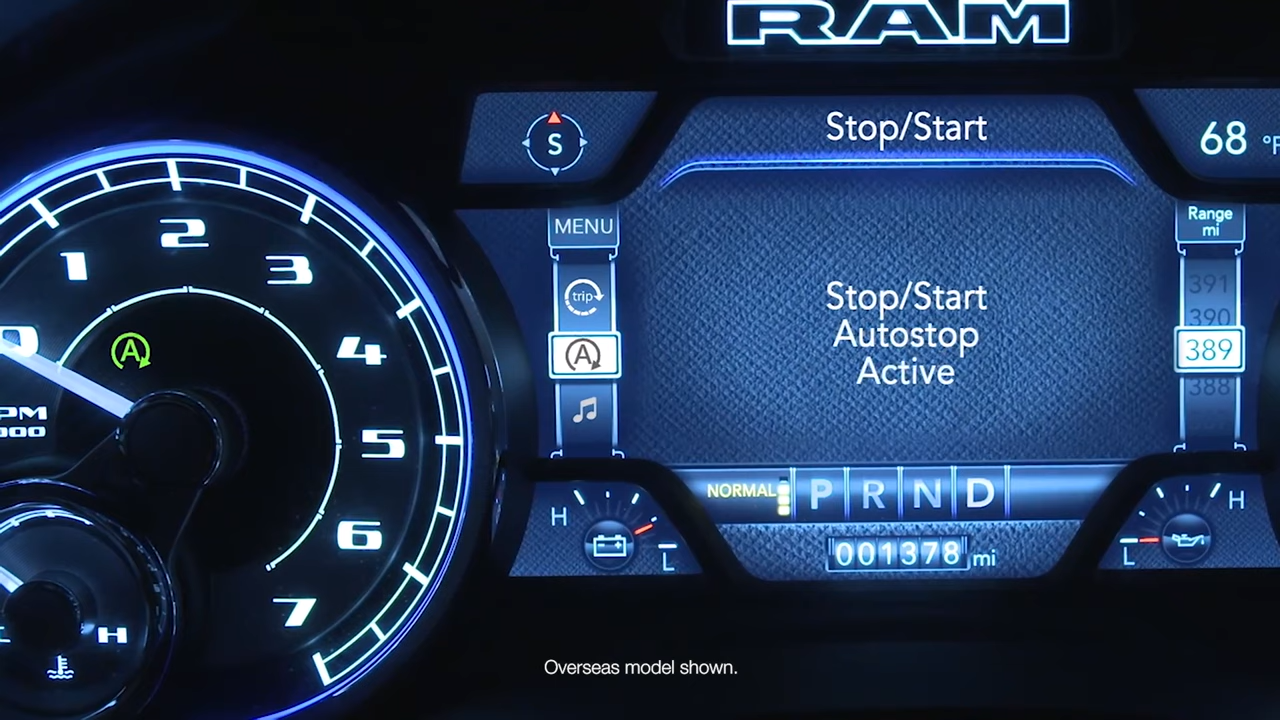 RAM
S
Stop/Start
68 °F
MENU
Range
mi
trip
A
Stop/Start
Autostop
Active
391
390
389
388
NORMAL P R N D
001378 mi
H
L
H
L
0
1
2
3
4
5
6
7
A
H
Overseas model shown.